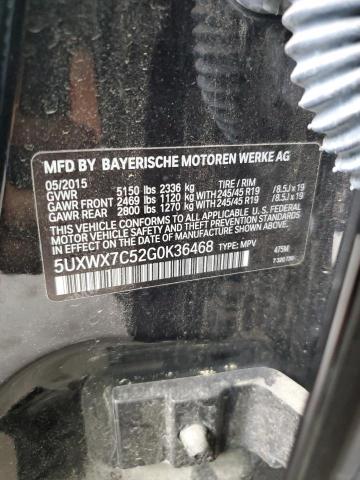 MFD BY BAYERISCHE MOTOREN WERKE AG
05/2015 TIRE / RIM
GVWR 5150 lbs 2336 kg
GAWR FRONT 2469 lbs 1120 kg WITH 245/45 R19 / 8.5J x 19
GAWR REAR 2800 lbs 1270 kg WITH 245/45 R19 / 8.5J x 19
THIS VEHICLE CONFORMS TO ALL APPLICABLE U.S. FEDERAL
MOTOR VEHICLE SAFETY, BUMPER, AND THEFT PREVENTION
STANDARDS IN EFFECT ON THE DATE OF MANUFACTURE
SHOWN ABOVE.
5UXWX7C52G0K36468 TYPE: MPV 475M